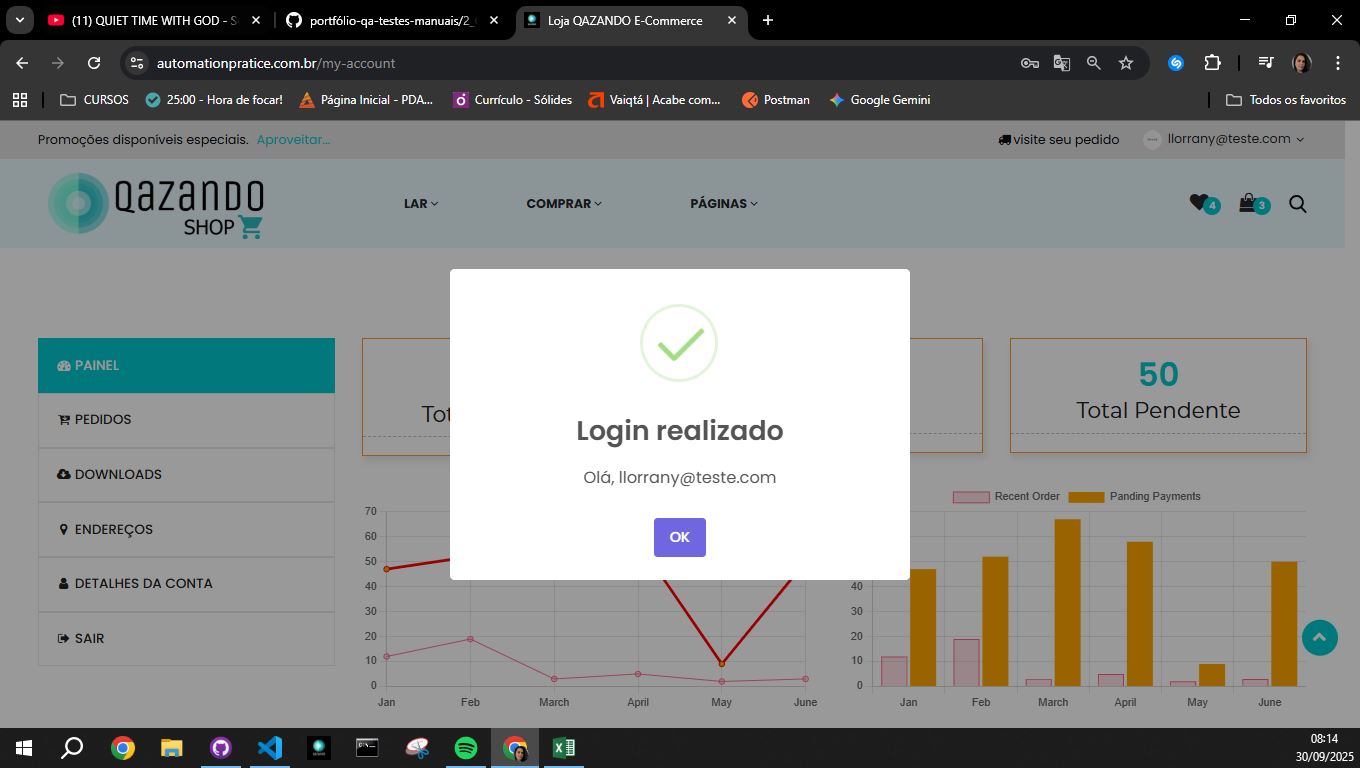 (11) QUIET TIME WITH GOD - S
portfólio-qa-testes-manuais/2_
Loja QAZANDO E-Commerce
automationpratice.com.br/my-account
CURSOS
25:00 - Hora de focar!
Página Inicial - PDA...
Currículo - Sólides
Vaiqtá | Acabe com...
Postman
Google Gemini
Todos os favoritos
Promoções disponíveis especiais. Aproveitar...
visite seu pedido
llorrany@teste.com
QAZANDO
SHOP
LAR
COMPRAR
PÁGINAS
4
3
PAINEL
PEDIDOS
DOWNLOADS
ENDEREÇOS
DETALHES DA CONTA
SAIR
Tot
50
Total Pendente
Login realizado
Olá, llorrany@teste.com
OK
70
60
50
40
30
20
10
0
Jan
Feb
March
April
May
June
Recent Order
Panding Payments
40
30
20
10
0
Jan
Feb
March
April
May
June
08:14
30/09/2025